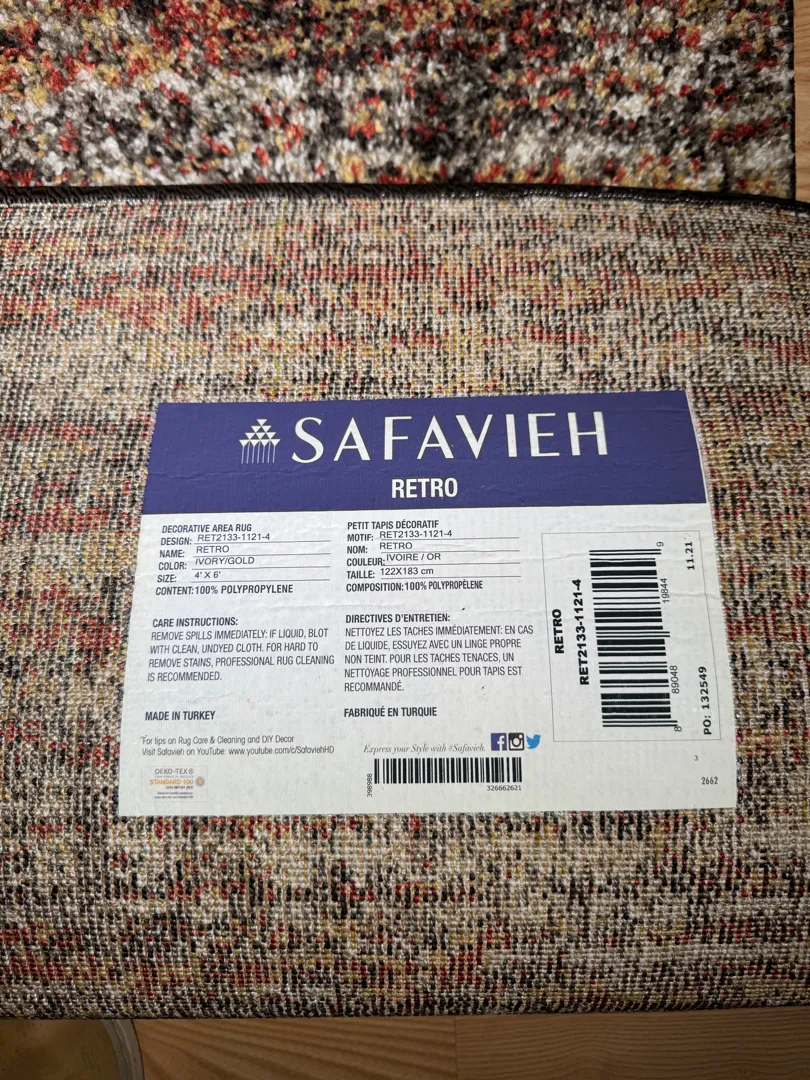 SAFAVIEH
RETRO
DECORATIVE AREA RUG
DESIGN: RET2133-1121-4
NAME: RETRO
COLOR: IVORY/GOLD
SIZE: 4' X 6'
CONTENT: 100% POLYPROPYLENE
CARE INSTRUCTIONS:
REMOVE SPILLS IMMEDIATELY: IF LIQUID, BLOT
WITH CLEAN, UNDYED CLOTH. FOR HARD TO
REMOVE STAINS, PROFESSIONAL RUG CLEANING
IS RECOMMENDED.
MADE IN TURKEY
PETIT TAPIS DÉCORATIF
MOTIF: RET2133-1121-4
NOM: RETRO
COULEUR: IVOIRE / OR
TAILLE: 122X183 cm
COMPOSITION: 100% POLYPROPÈLENE
DIRECTIVES D'ENTRETIEN:
NETTOYEZ LES TACHES IMMÉDIATEMENT: EN CAS
DE LIQUIDE, ESSUYEZ AVEC UN LINGE PROPRE
NON TEINT. POUR LES TACHES TENACES, UN
NETTOYAGE PROFESSIONNEL POUR TAPIS EST
RECOMMANDÉ.
FABRIQUÉ EN TURQUIE
RETRO
RET2133-1121-4
8 89048 19844 9
PO: 132549 11.21
*For tips on Rug Care & Cleaning and DIY Decor
Visit Safavieh on YouTube: www.youtube.com/c/SafaviehHD
Express your Style with #Safavieh.
OEKO-TEX®
STANDARD 100
398988
326662621
3
2662